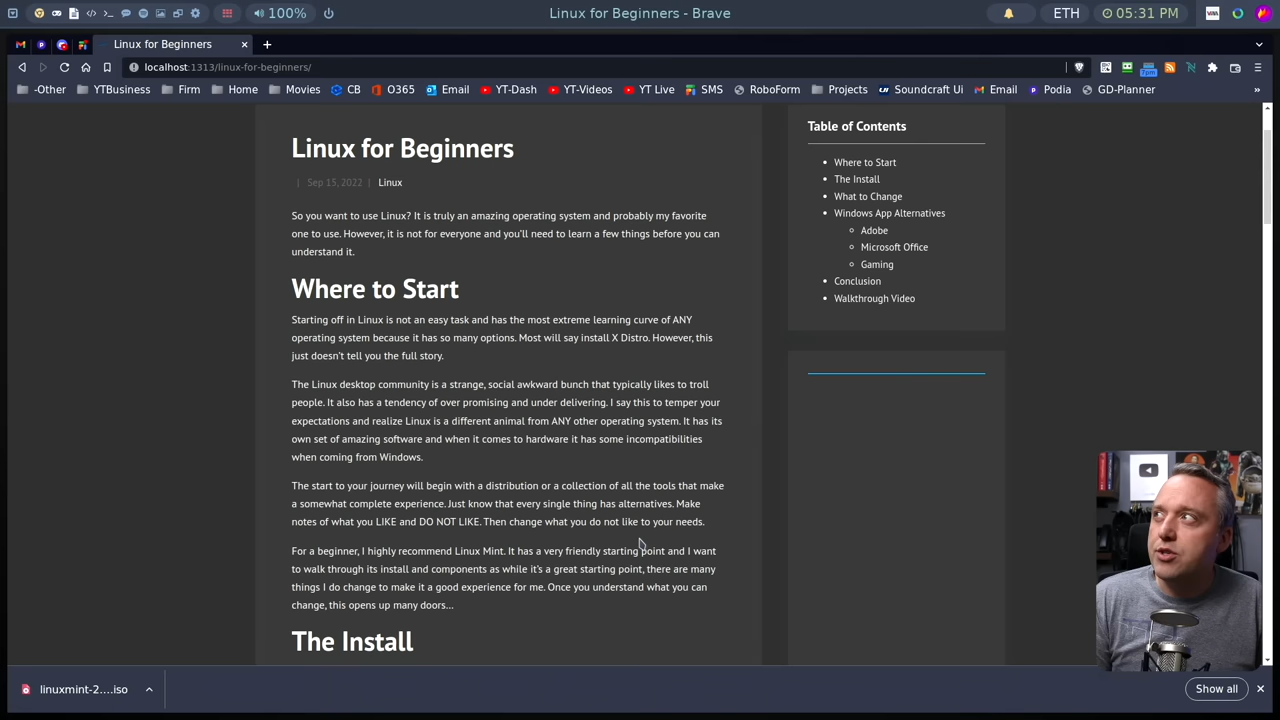 100%
Linux for Beginners - Brave
ETH
05:31 PM
Linux for Beginners
localhost:1313/linux-for-beginners/
7pm
-Other
YTBusiness
Firm
Home
Movies
CB
O365
Email
YT-Dash
YT-Videos
YT Live
SMS
RoboForm
Projects
Soundcraft Ui
Email
Podia
GD-Planner
»
Linux for Beginners
| Sep 15, 2022 | Linux
So you want to use Linux? It is truly an amazing operating system and probably my favorite
one to use. However, it is not for everyone and you'll need to learn a few things before you can
understand it.
Where to Start
Starting off in Linux is not an easy task and has the most extreme learning curve of ANY
operating system because it has so many options. Most will say install X Distro. However, this
just doesn't tell you the full story.
The Linux desktop community is a strange, social awkward bunch that typically likes to troll
people. It also has a tendency of over promising and under delivering. I say this to temper your
expectations and realize Linux is a different animal from ANY other operating system. It has its
own set of amazing software and when it comes to hardware it has some incompatibilities
when coming from Windows.
The start to your journey will begin with a distribution or a collection of all the tools that make
a somewhat complete experience. Just know that every single thing has alternatives. Make
notes of what you LIKE and DO NOT LIKE. Then change what you do not like to your needs.
For a beginner, I highly recommend Linux Mint. It has a very friendly starting point and I want
to walk through its install and components as while it's a great starting point, there are many
things I do change to make it a good experience for me. Once you understand what you can
change, this opens up many doors...
The Install
Table of Contents
Where to Start
The Install
What to Change
Windows App Alternatives
Adobe
Microsoft Office
Gaming
Conclusion
Walkthrough Video
linuxmint-2....iso
Show all